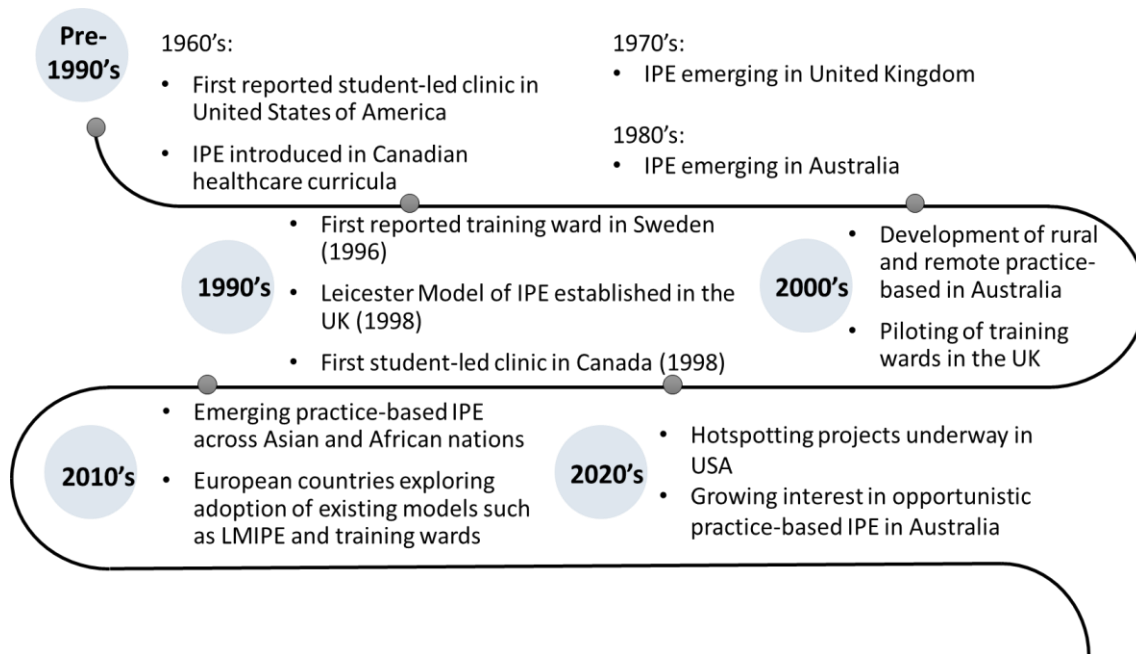 Pre-
1990's
1960's:
• First reported student-led clinic in
United States of America
• IPE introduced in Canadian
healthcare curricula
1970's:
• IPE emerging in United Kingdom
1980's:
• IPE emerging in Australia
1990's
• First reported training ward in Sweden
(1996)
• Leicester Model of IPE established in the
UK (1998)
• First student-led clinic in Canada (1998)
2000's
• Development of rural
and remote practice-
based in Australia
• Piloting of training
wards in the UK
2010's
• Emerging practice-based IPE
across Asian and African nations
• European countries exploring
adoption of existing models such
as LMIPE and training wards
2020's
• Hotspotting projects underway in
USA
• Growing interest in opportunistic
practice-based IPE in Australia